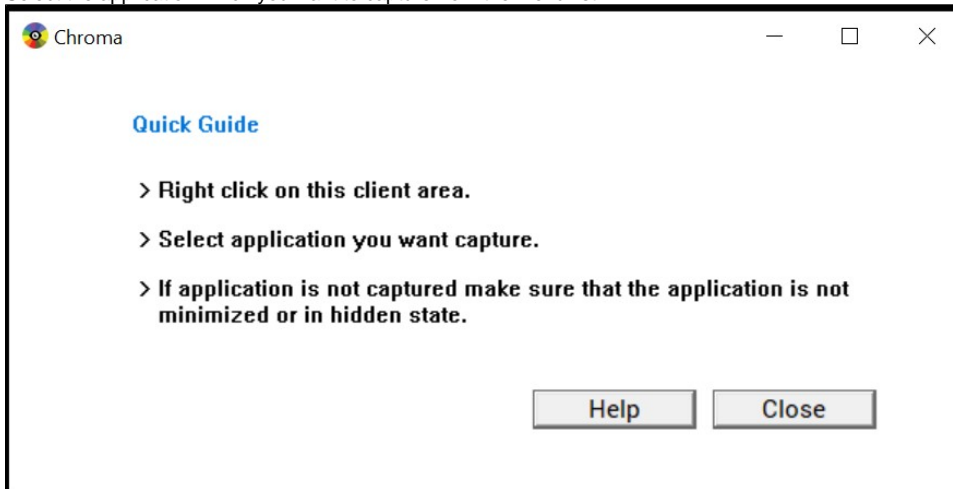 Chroma
Quick Guide
> Right click on this client area.
> Select application you want capture.
> If application is not captured make sure that the application is not
minimized or in hidden state.
Help Close